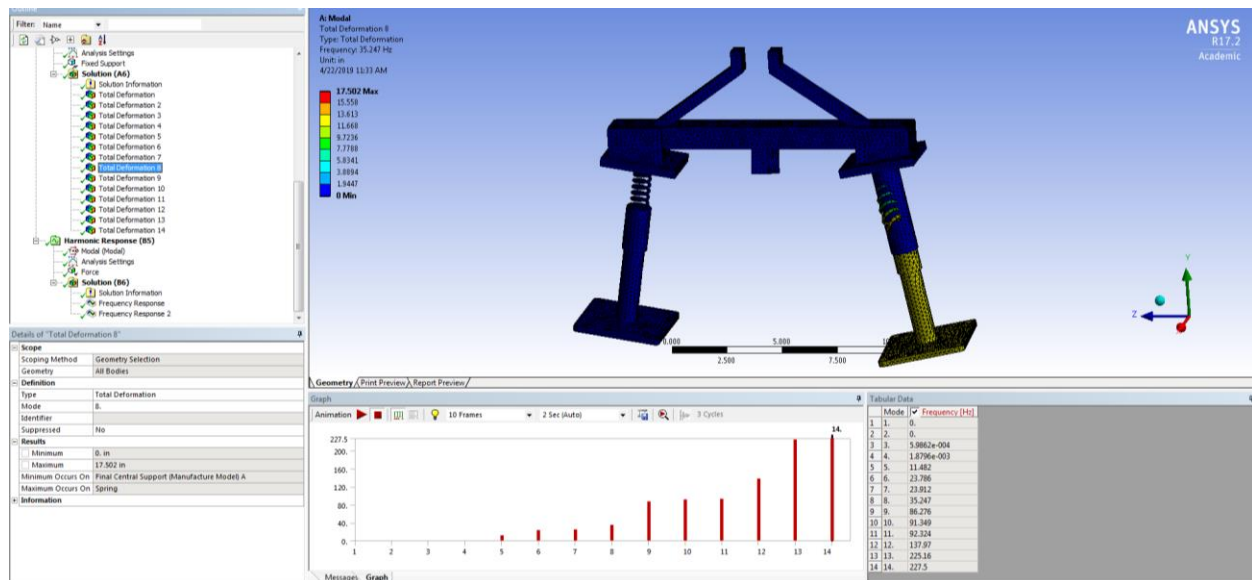 Outline
Filter: Name
Analysis Settings
Fixed Support
Solution (A6)
Solution Information
Total Deformation
Total Deformation 2
Total Deformation 3
Total Deformation 4
Total Deformation 5
Total Deformation 6
Total Deformation 7
Total Deformation 8
Total Deformation 9
Total Deformation 10
Total Deformation 11
Total Deformation 12
Total Deformation 13
Total Deformation 14
Harmonic Response (B5)
Modal (Modal)
Analysis Settings
Force
Solution (B6)
Solution Information
Frequency Response
Frequency Response 2
Details of "Total Deformation 8"
Scope
Scoping Method Geometry Selection
Geometry All Bodies
Definition
Type Total Deformation
Mode 8.
Identifier
Suppressed No
Results
Minimum 0. in
Maximum 17.502 in
Minimum Occurs On Final Central Support (Manufacture Model) A
Maximum Occurs On Spring
Information
A: Modal
Total Deformation 8
Type: Total Deformation
Frequency: 35.247 Hz
Unit: in
4/22/2019 11:33 AM
17.502 Max
15.558
13.613
11.668
9.7236
7.7788
5.8341
3.8894
1.9447
0 Min
ANSYS
R17.2
Academic
Y
Z
0.000 5.000
2.500 7.500
Geometry Print Preview Report Preview
Graph
Animation 10 Frames 2 Sec (Auto) 3 Cycles
14.
227.5
200.
160.
120.
80.
40.
0.
1 2 3 4 5 6 7 8 9 10 11 12 13 14
Messages Graph
Tabular Data
Mode Frequency [Hz]
1 1. 0.
2 2. 0.
3 3. 5.9862e-004
4 4. 1.8796e-003
5 5. 11.482
6 6. 23.786
7 7. 23.912
8 8. 35.247
9 9. 86.276
10 10. 91.349
11 11. 92.324
12 12. 137.97
13 13. 225.16
14 14. 227.5